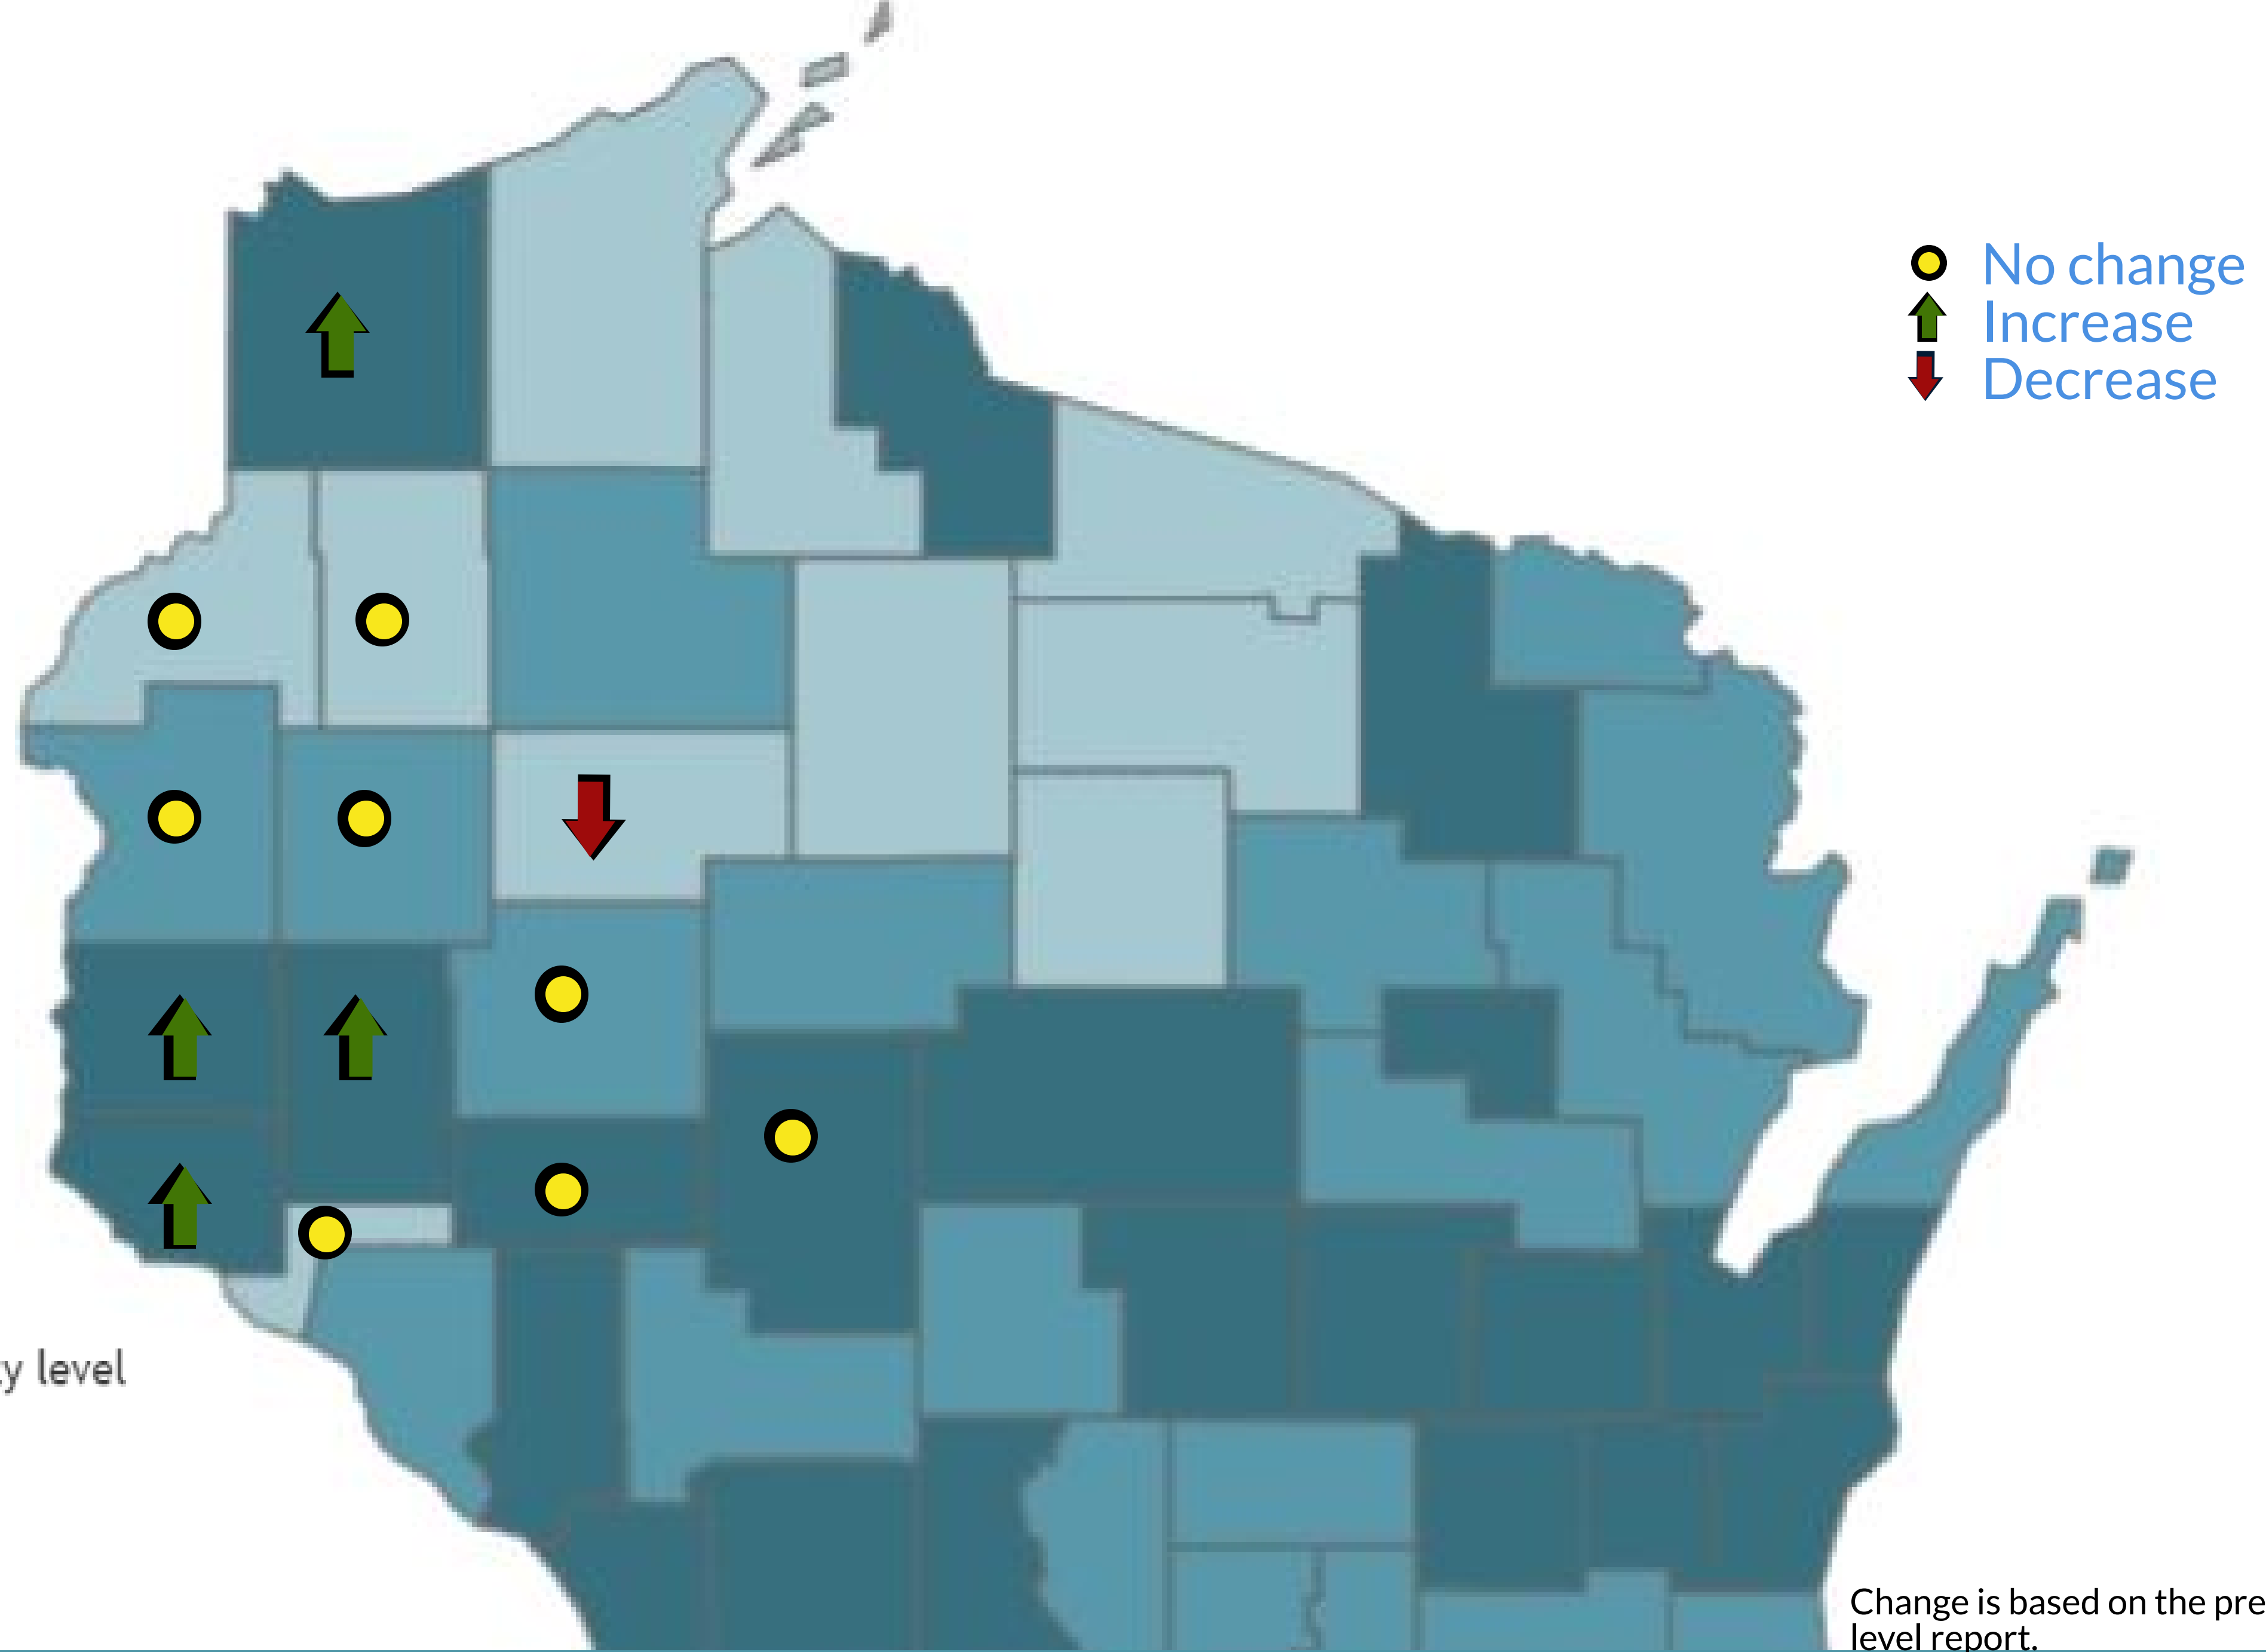 No change
Increase
Decrease
level
Change is based on the pre
level report.